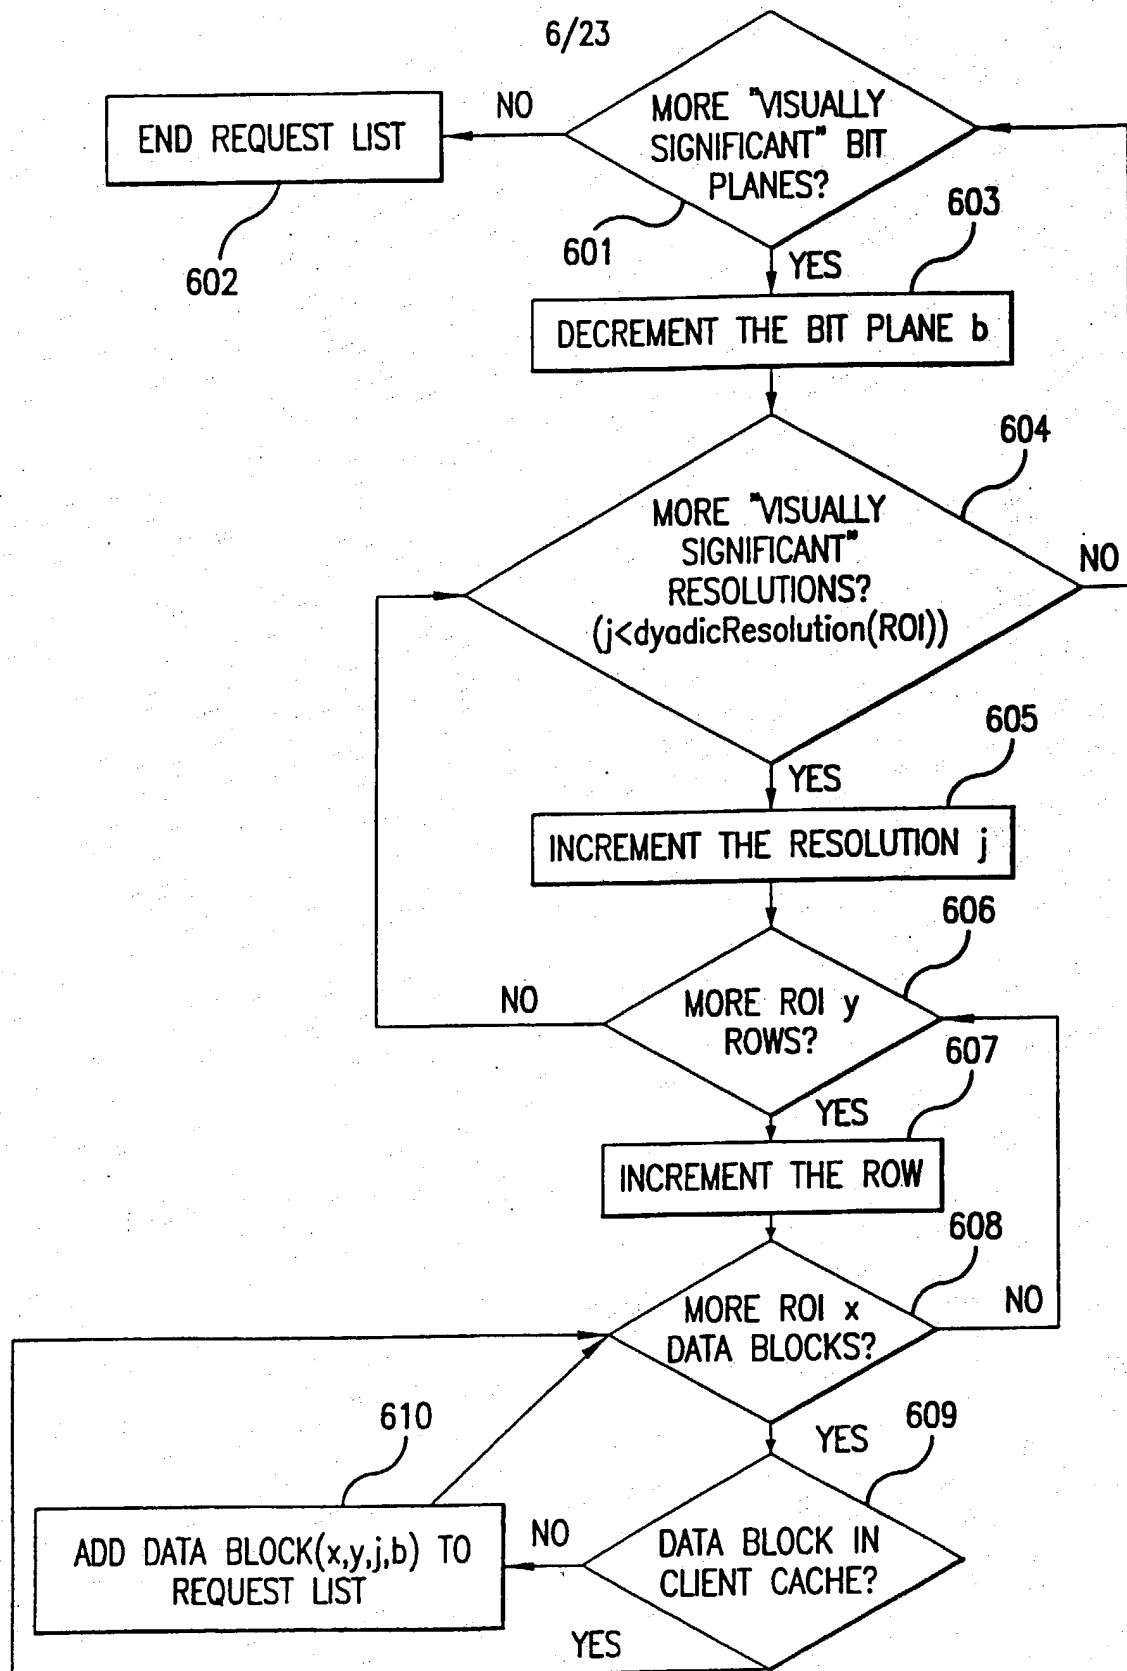 6/23
MORE "VISUALLY
SIGNIFICANT" BIT
PLANES?
NO
END REQUEST LIST
602
601
603
YES
DECREMENT THE BIT PLANE b
604
MORE "VISUALLY
SIGNIFICANT"
RESOLUTIONS?
(j<dyadicResolution(ROI))
NO
605
YES
INCREMENT THE RESOLUTION j
606
MORE ROI y
ROWS?
NO
607
YES
INCREMENT THE ROW
608
MORE ROI x
DATA BLOCKS?
NO
609
YES
610
DATA BLOCK IN
CLIENT CACHE?
NO
ADD DATA BLOCK(x,y,j,b) TO
REQUEST LIST
YES